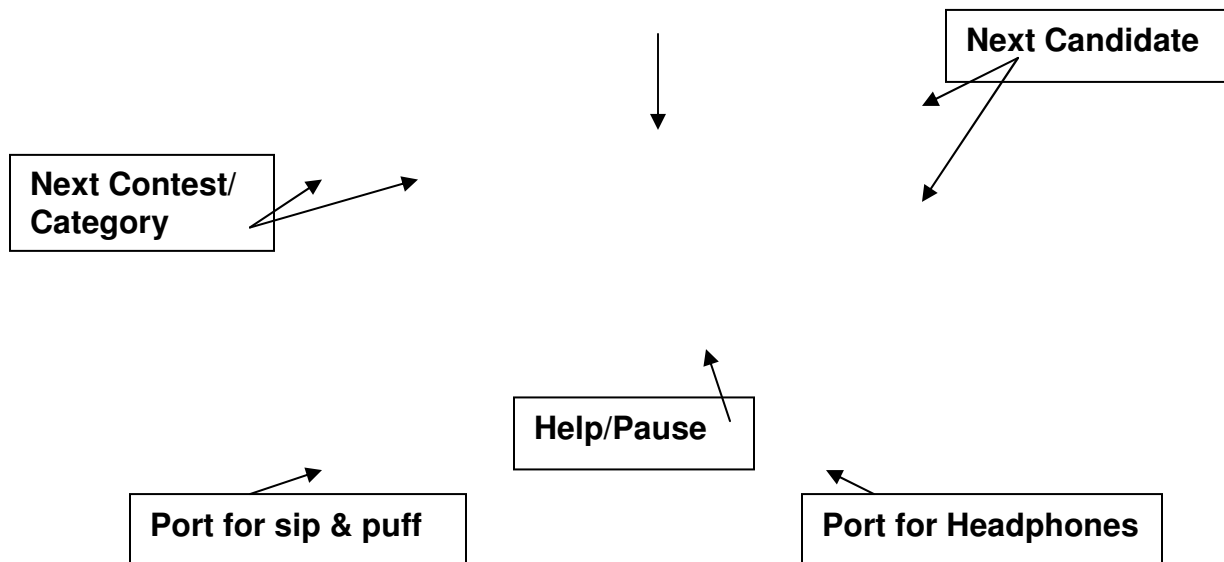 Next Candidate
Next Contest/
Category
Help/Pause
Port for sip & puff
Port for Headphones